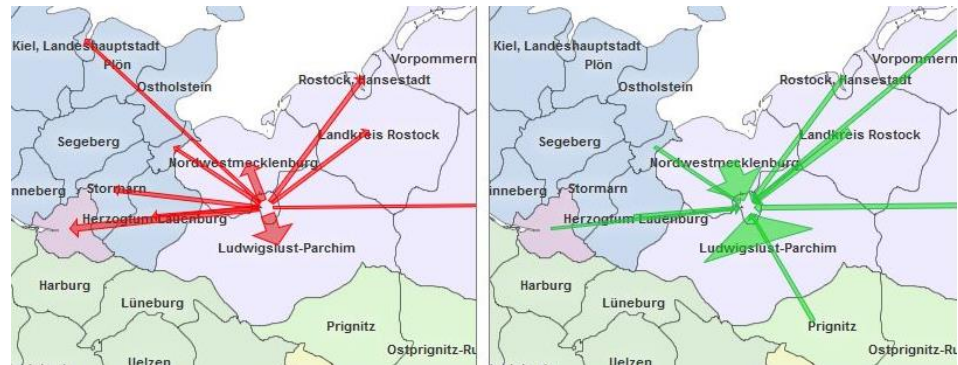 Kiel, Landeshauptstadt
Plön
Ostholstein
Vorpommern
Rostock, Hansestadt
Segeberg
Landkreis Rostock
Nordwestmecklenburg
inneberg
Stormarn
Herzogtum Lauenburg
Ludwigslust-Parchim
Harburg
Lüneburg
Prignitz
Uelzen
Ostprignitz-Ru
Kiel, Landeshauptstadt
Plön
Ostholstein
Vorpommern
Rostock, Hansestadt
Segeberg
Landkreis Rostock
Nordwestmecklenburg
inneberg
Stormarn
Herzogtum Lauenburg
Ludwigslust-Parchim
Harburg
Lüneburg
Prignitz
Uelzen
Ostprignitz-Ru